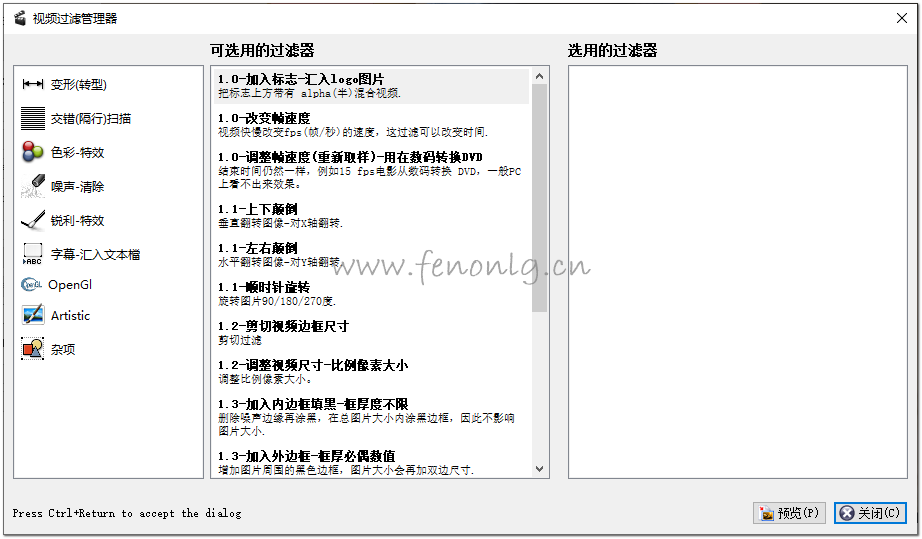 视频过滤管理器
可选用的过滤器
选用的过滤器
变形(转型)
交错(隔行)扫描
色彩-特效
噪声-清除
锐利-特效
ABC
字幕-汇入文本檔
OpenGL
OpenGl
Artistic
杂项
1.0-加入标志-汇入logo图片
把标志上方带有 alpha(半)混合视频.
1.0-改变帧速度
视频快慢改变fps(帧/秒)的速度，这过滤可以改变时间.
1.0-调整帧速度(重新取样)-用在数码转换DVD
结束时间仍然一样，例如15 fps电影从数码转换 DVD，一般PC
上看不出来效果。
1.1-上下颠倒
垂直翻转图像-对X轴翻转.
1.1-左右颠倒
水平翻转图像-对Y轴翻转.
1.1-顺时针旋转
旋转图片90/180/270度.
1.2-剪切视频边框尺寸
剪切过滤
1.2-调整视频尺寸-比例像素大小
调整比例像素大小。
1.3-加入内边框填黑-框厚度不限
删除噪声边缘再涂黑，在总图片大小内涂黑边框，因此不影响
图片大小.
1.3-加入外边框-框厚必偶数值
增加图片周围的黑色边框，图片大小会再加双边尺寸.
www.fenonlg.cn
Press Ctrl+Return to accept the dialog
预览(P)
关闭(C)